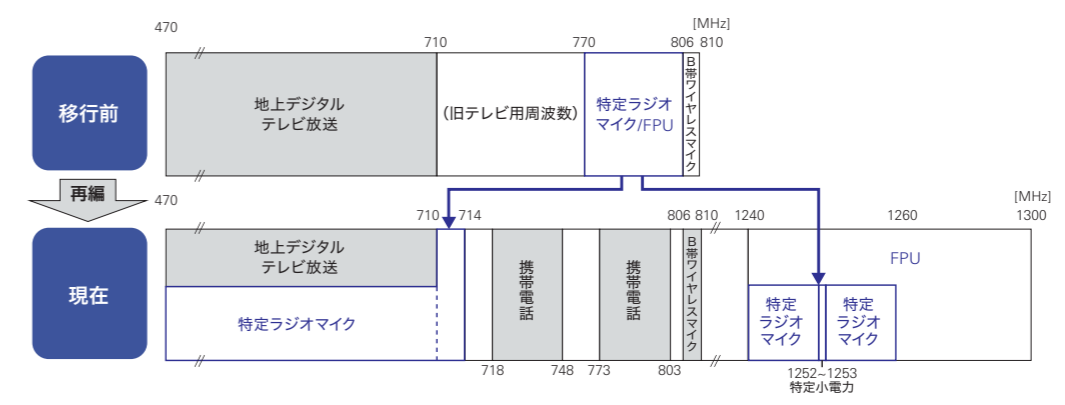 [MHz]
470
710
770
806 810
移行前
地上デジタル
テレビ放送
(旧テレビ用周波数)
特定ラジオ
マイク/FPU
B帯ワイヤレスマイク
再編
[MHz]
470
710 714
806 810
1240
1260
1300
現在
地上デジタル
テレビ放送
特定ラジオマイク
携帯電話
携帯電話
B帯ワイヤレスマイク
FPU
特定
ラジオ
マイク
特定
ラジオ
マイク
718
748
773
803
1252~1253
特定小電力